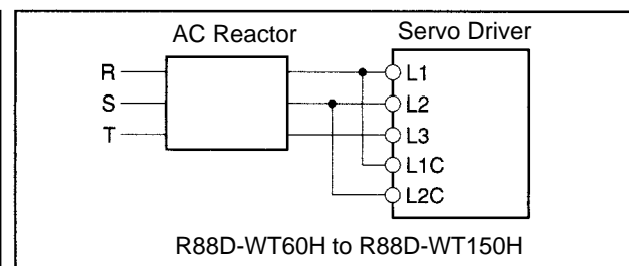 AC Reactor
Servo Driver
R
S
T
L1
L2
L3
L1C
L2C
R88D-WT60H to R88D-WT150H